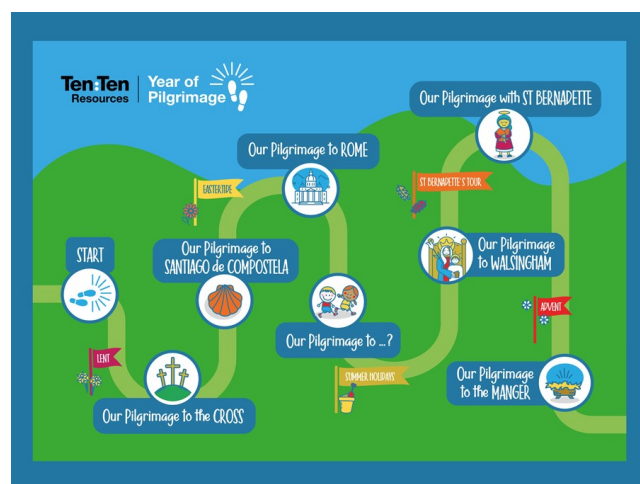 Ten:Ten
Resources
Year of
Pilgrimage
Our Pilgrimage with ST BERNADETTE
Our Pilgrimage to ROME
EASTERTIDE
ST BERNADETTE'S TOUR
START
Our Pilgrimage to
SANTIAGO de COMPOSTELA
Our Pilgrimage
to WALSINGHAM
ADVENT
Our Pilgrimage to ...?
LENT
SUMMER HOLIDAYS
Our Pilgrimage
to the MANGER
Our Pilgrimage to the CROSS